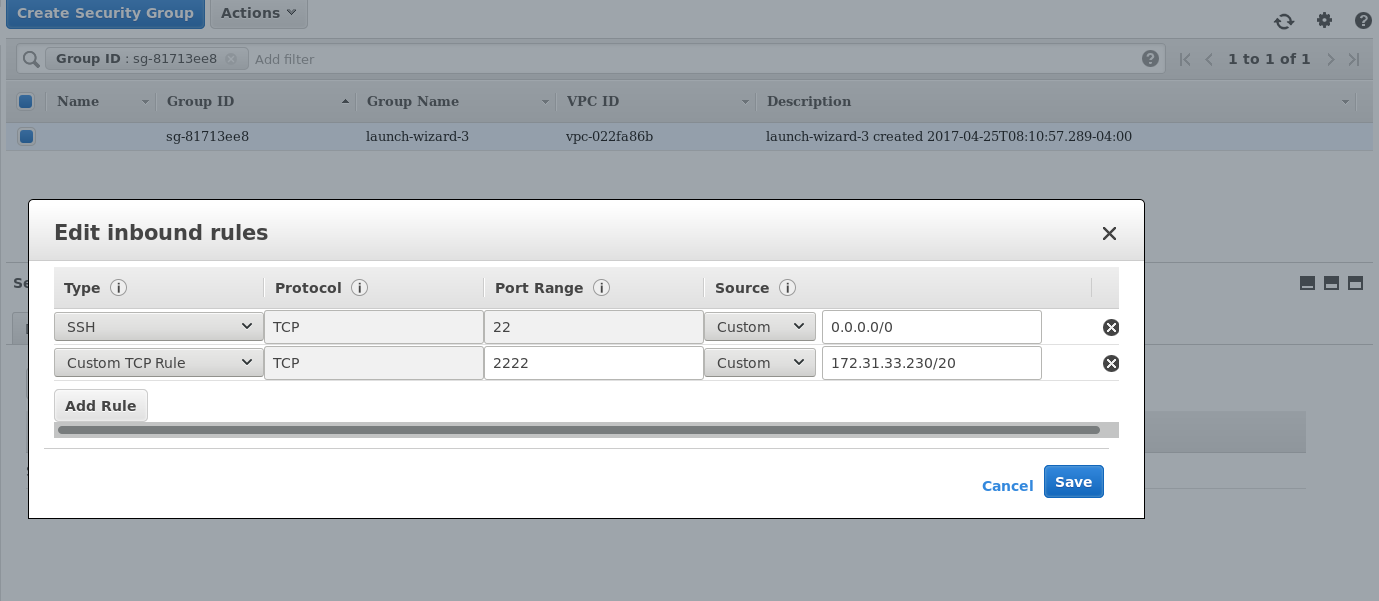 Create Security Group Actions
Group ID : sg-81713ee8 Add filter 1 to 1 of 1
Name Group ID Group Name VPC ID Description
sg-81713ee8 launch-wizard-3 vpc-022fa86b launch-wizard-3 created 2017-04-25T08:10:57.289-04:00
Edit inbound rules
Type Protocol Port Range Source
SSH TCP 22 Custom 0.0.0.0/0
Custom TCP Rule TCP 2222 Custom 172.31.33.230/20
Add Rule
Cancel Save